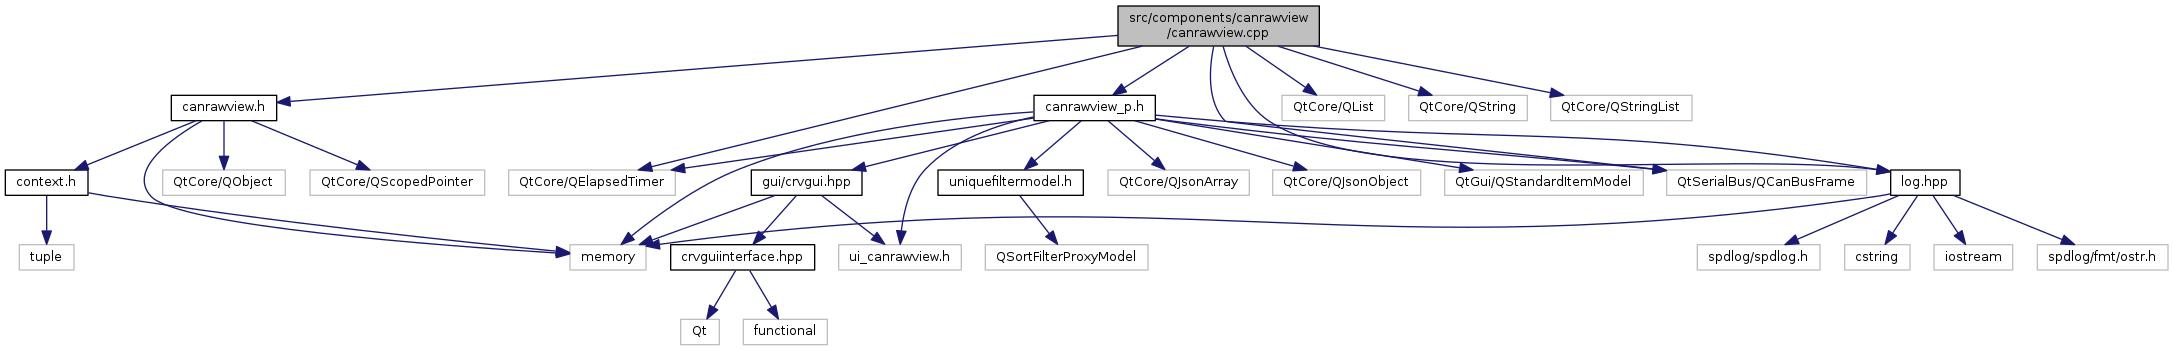 src/components/canrawview
/canrawview.cpp
canrawview.h
canrawview_p.h
QtCore/QList
QtCore/QString
QtCore/QStringList
context.h
QtCore/QObject
QtCore/QScopedPointer
QtCore/QElapsedTimer
gui/crvgui.hpp
uniquefiltermodel.h
QtCore/QJsonArray
QtCore/QJsonObject
QtGui/QStandardItemModel
QtSerialBus/QCanBusFrame
log.hpp
tuple
memory
crvguiinterface.hpp
ui_canrawview.h
QSortFilterProxyModel
spdlog/spdlog.h
cstring
iostream
spdlog/fmt/ostr.h
Qt
functional